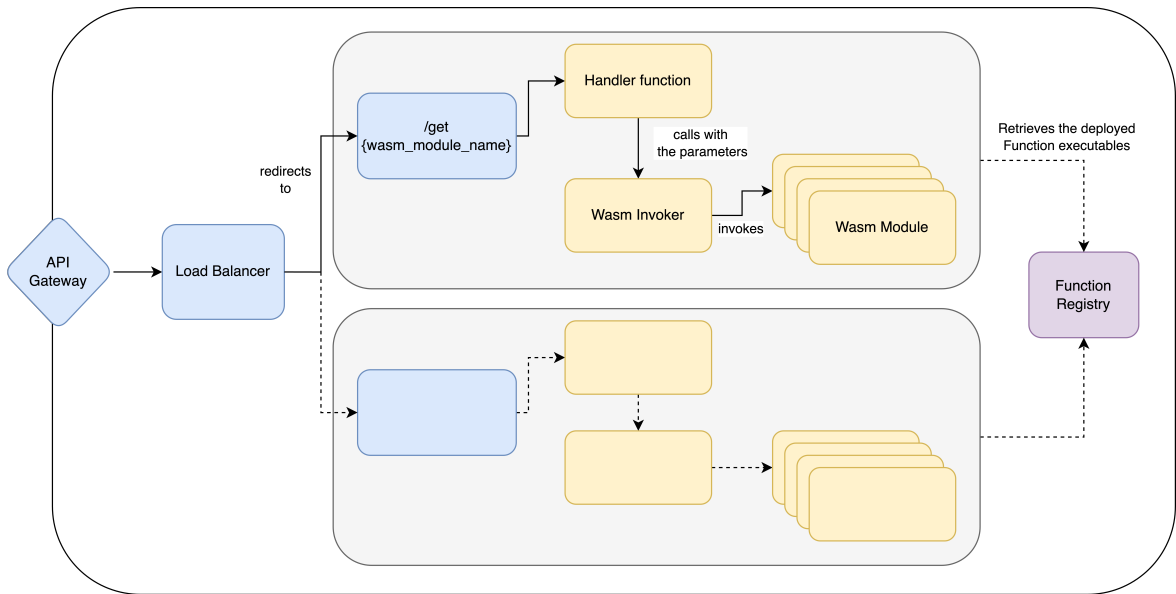 API
Gateway
Load Balancer
redirects
to
/get
{wasm_module_name}
Handler function
calls with
the parameters
Wasm Invoker
invokes
Wasm Module
Retrieves the deployed
Function executables
Function
Registry